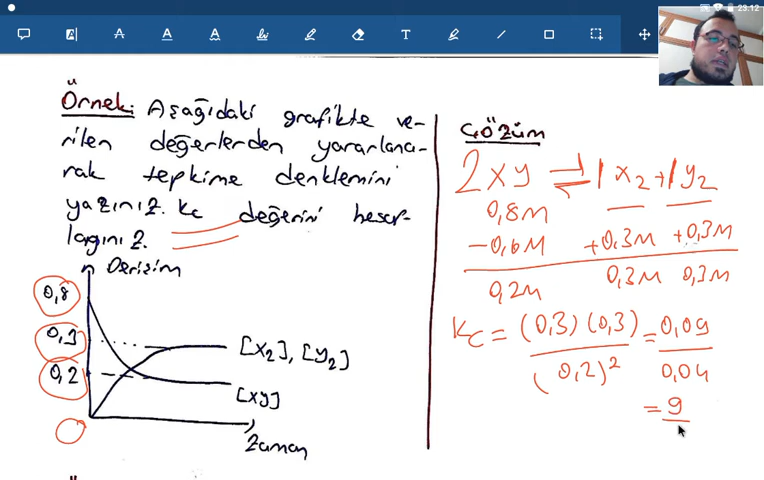 23.12
Örnek: Aşağıdaki grafikte ve-
rilen değerlerden yararlana-
rak tepkime denklemini
yazınız. Kc değerini hesap-
layınız.
Derişim
0,8
0,3
0,2
[X2], [Y2]
[XY]
Zaman
Çözüm
2XY ⇌ 1X2 + 1Y2
0,8M
-0,6M +0,3M +0,3M
0,2M 0,3M 0,3M
Kc = (0,3)(0,3) / (0,2)² = 0,09 / 0,04
= 9